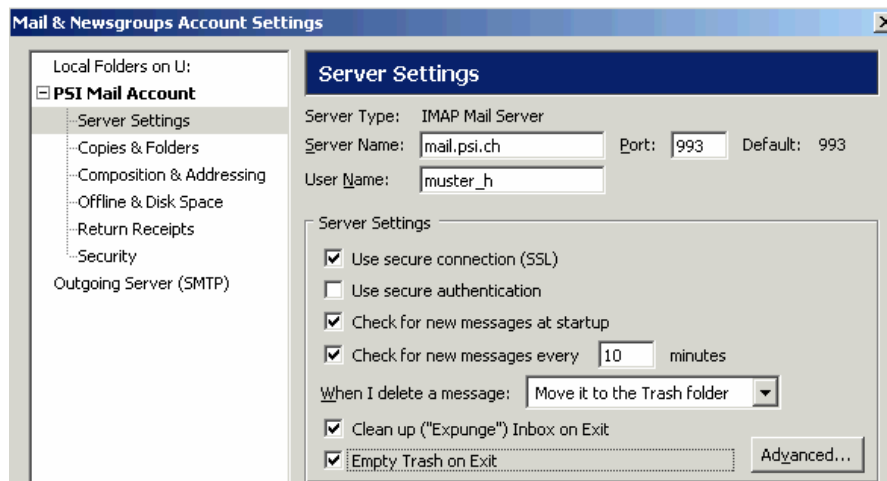 Mail & Newsgroups Account Settings
Local Folders on U:
PSI Mail Account
Server Settings
Copies & Folders
Composition & Addressing
Offline & Disk Space
Return Receipts
Security
Outgoing Server (SMTP)
Server Settings
Server Type: IMAP Mail Server
Server Name: mail.psi.ch Port: 993 Default: 993
User Name: muster_h
Server Settings
Use secure connection (SSL)
Use secure authentication
Check for new messages at startup
Check for new messages every 10 minutes
When I delete a message: Move it to the Trash folder
Clean up ("Expunge") Inbox on Exit
Empty Trash on Exit
Advanced...